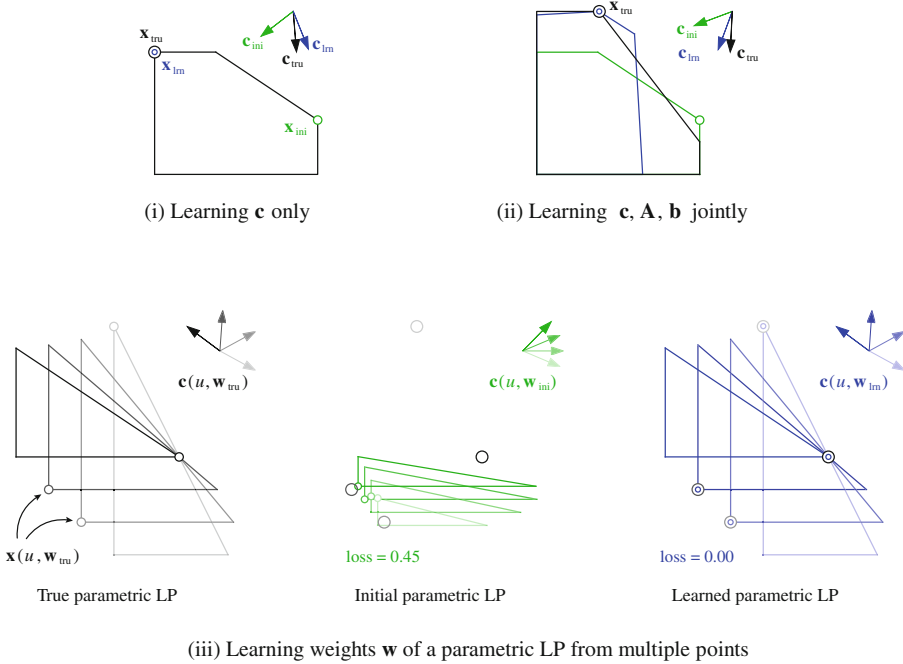 x_tru
x_lrn
x_ini
c_ini
c_lrn
c_tru
(i) Learning c only
x_tru
c_ini
c_lrn
c_tru
(ii) Learning c, A, b jointly
c(u, w_tru)
x(u, w_tru)
True parametric LP
c(u, w_ini)
loss = 0.45
Initial parametric LP
c(u, w_lrn)
loss = 0.00
Learned parametric LP
(iii) Learning weights w of a parametric LP from multiple points